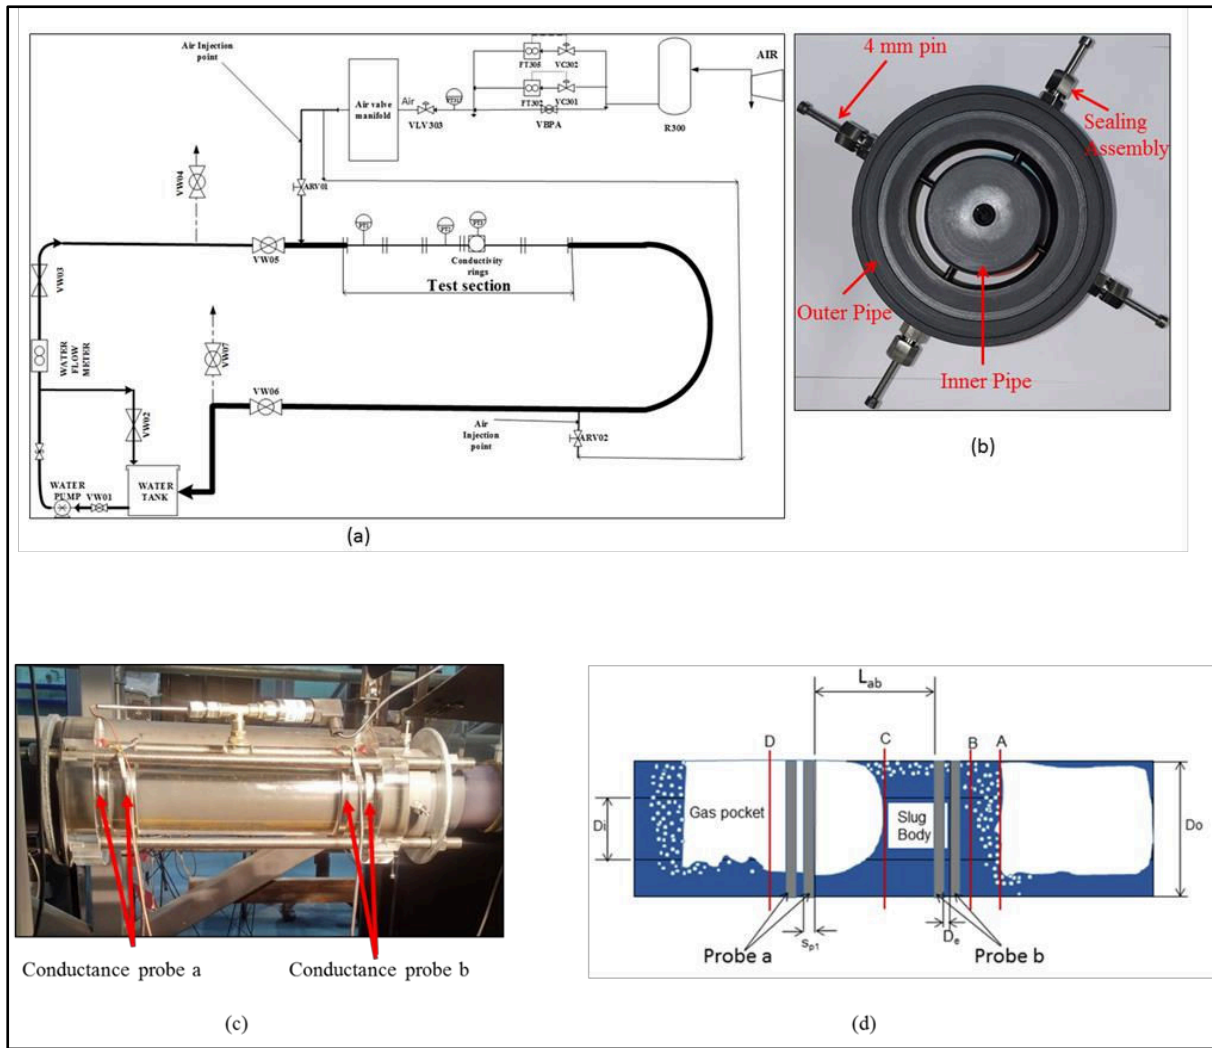 Air Injection
point
Air valve
manifold
Air
VLV303
FT305
VC302
FT302
VC301
VBPA
R300
AIR
VW04
ARV01
VW03
VW05
Conductivity
rings
Test section
WATER
FLOW
METER
VW07
VW06
VW02
Air
Injection
point
ARV02
WATER
PUMP
VW01
WATER
TANK
(a)
4 mm pin
Sealing
Assembly
Outer Pipe
Inner Pipe
(b)
Conductance probe a
Conductance probe b
(c)
Lab
D
C
B
A
Gas pocket
Slug
Body
Di
Do
Probe a
sp1
De
Probe b
(d)